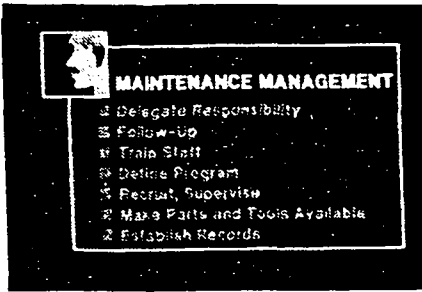 MAINTENANCE MANAGEMENT
Delegate Responsibility
Follow-Up
Train Staff
Define Program
Recruit, Supervise
Make Parts and Tools Available
Establish Records